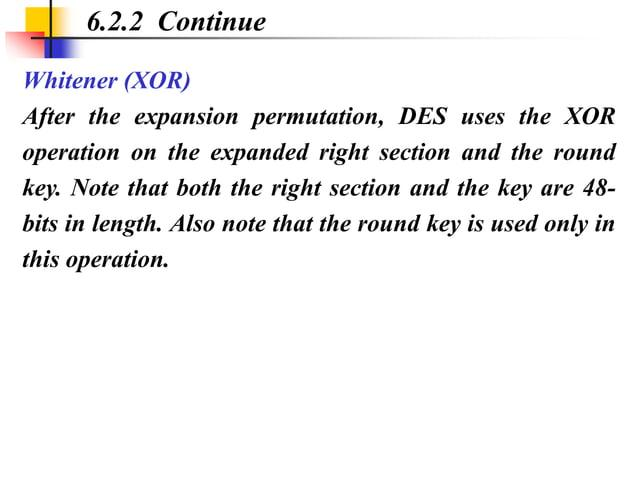 6.2.2 Continue
Whitener (XOR)
After the expansion permutation, DES uses the XOR
operation on the expanded right section and the round
key. Note that both the right section and the key are 48-
bits in length. Also note that the round key is used only in
this operation.